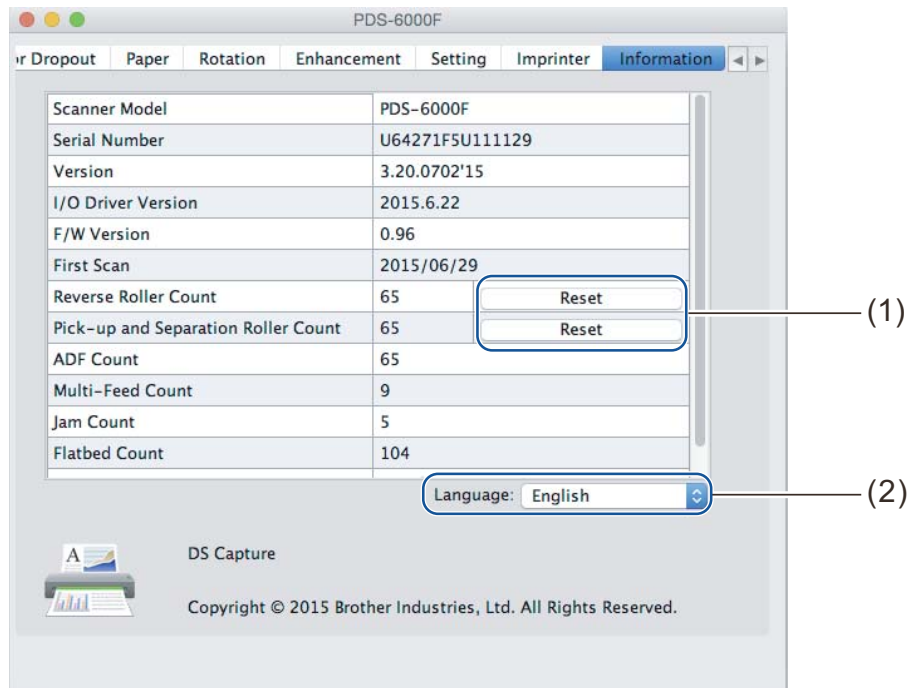 PDS-6000F
or Dropout Paper Rotation Enhancement Setting Imprinter Information
Scanner Model PDS-6000F
Serial Number U64271F5U111129
Version 3.20.0702'15
I/O Driver Version 2015.6.22
F/W Version 0.96
First Scan 2015/06/29
Reverse Roller Count 65 Reset
(1)
Pick-up and Separation Roller Count 65 Reset
ADF Count 65
Multi-Feed Count 9
Jam Count 5
Flatbed Count 104
Language: English
(2)
A
DS Capture
Copyright © 2015 Brother Industries, Ltd. All Rights Reserved.